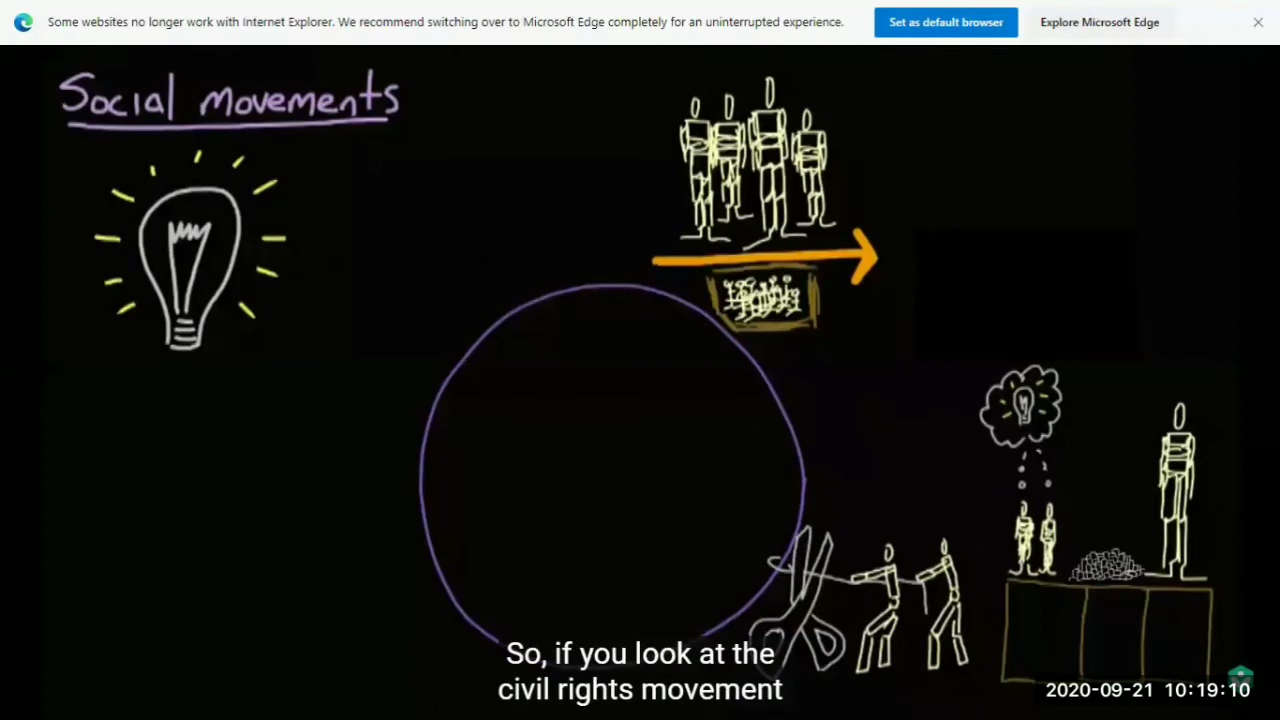 Some websites no longer work with Internet Explorer. We recommend switching over to Microsoft Edge completely for an uninterrupted experience.
Set as default browser
Explore Microsoft Edge
Social movements
So, if you look at the
civil rights movement
2020-09-21 10:19:10